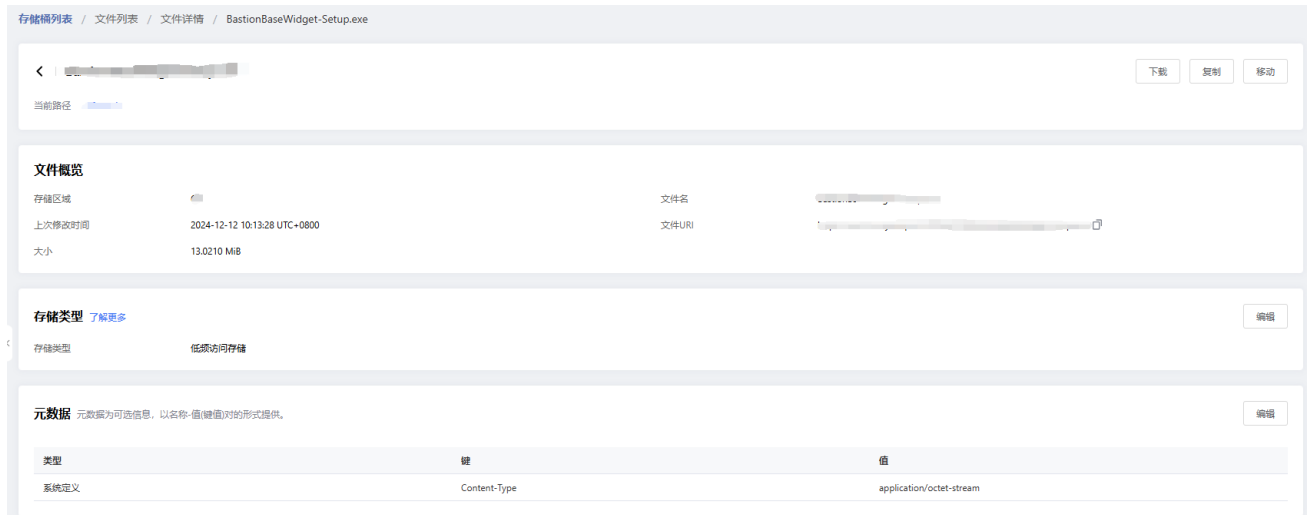 存储桶列表 / 文件列表 / 文件详情 / BastionBaseWidget-Setup.exe
下载 复制 移动
当前路径
文件概览
存储区域 文件名
上次修改时间 2024-12-12 10:13:28 UTC+0800 文件URI
大小 13.0210 MiB
存储类型 了解更多 编辑
存储类型 低频访问存储
元数据 元数据为可选信息，以名称-值(键值)对的形式提供。 编辑
类型 键 值
系统定义 Content-Type application/octet-stream